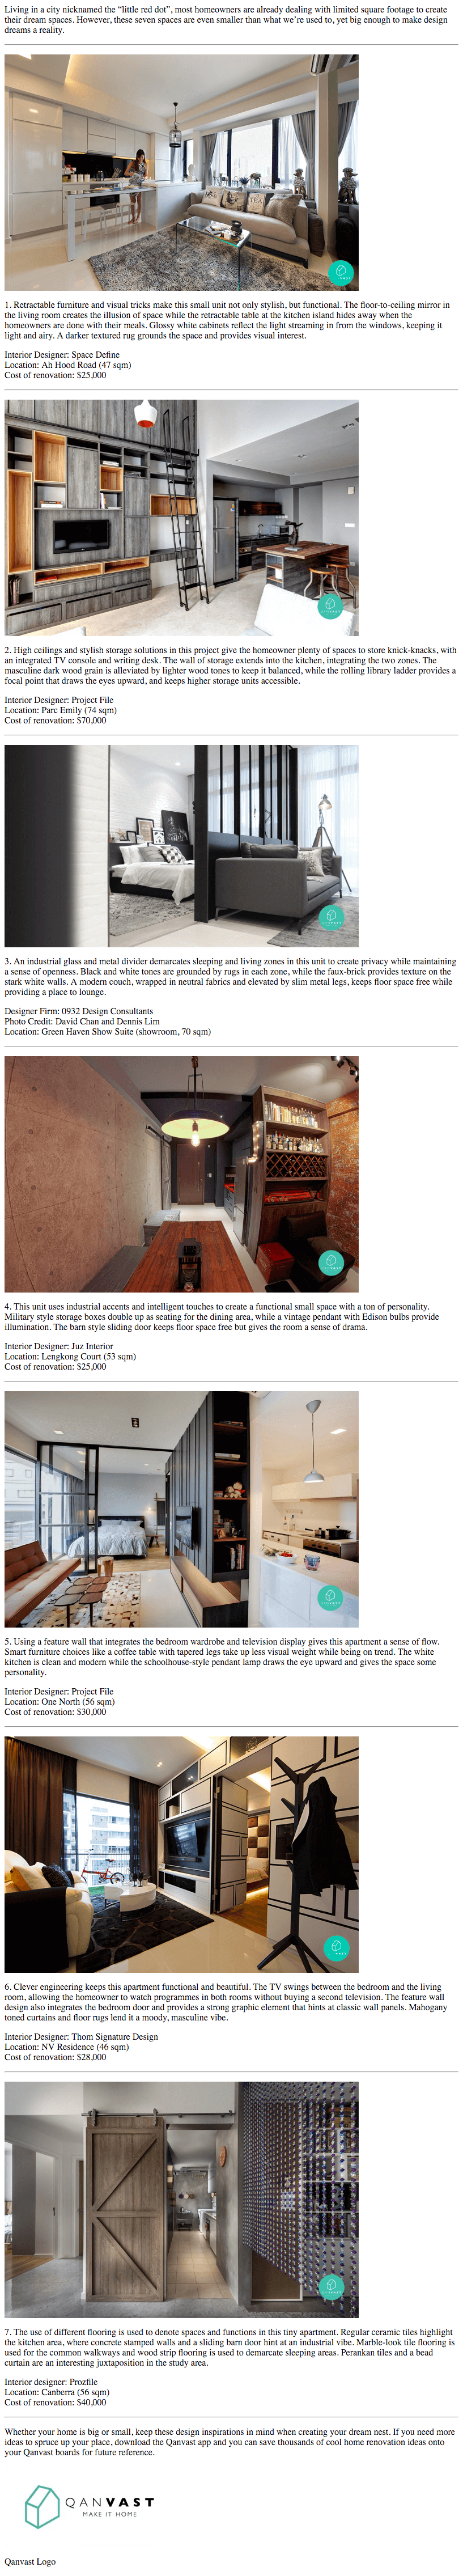 Living in a city nicknamed the “little red dot”, most homeowners are already dealing with limited square footage to create
their dream spaces. However, these seven spaces are even smaller than what we’re used to, yet big enough to make design
dreams a reality.
1. Retractable furniture and visual tricks make this small unit not only stylish, but functional. The floor-to-ceiling mirror in
the living room creates the illusion of space while the retractable table at the kitchen island hides away when the
homeowners are done with their meals. Glossy white cabinets reflect the light streaming in from the windows, keeping it
light and airy. A darker textured rug grounds the space and provides visual interest.
Interior Designer: Space Define
Location: Ah Hood Road (47 sqm)
Cost of renovation: $25,000
2. High ceilings and stylish storage solutions in this project give the homeowner plenty of spaces to store knick-knacks, with
an integrated TV console and writing desk. The wall of storage extends into the kitchen, integrating the two zones. The
masculine dark wood grain is alleviated by lighter wood tones to keep it balanced, while the rolling library ladder provides a
focal point that draws the eyes upward, and keeps higher storage units accessible.
Interior Designer: Project File
Location: Parc Emily (74 sqm)
Cost of renovation: $70,000
3. An industrial glass and metal divider demarcates sleeping and living zones in this unit to create privacy while maintaining
a sense of openness. Black and white tones are grounded by rugs in each zone, while the faux-brick provides texture on the
stark white walls. A modern couch, wrapped in neutral fabrics and elevated by slim metal legs, keeps floor space free while
providing a place to lounge.
Designer Firm: 0932 Design Consultants
Photo Credit: David Chan and Dennis Lim
Location: Green Haven Show Suite (showroom, 70 sqm)
4. This unit uses industrial accents and intelligent touches to create a functional small space with a ton of personality.
Military style storage boxes double up as seating for the dining area, while a vintage pendant with Edison bulbs provide
illumination. The barn style sliding door keeps floor space free but gives the room a sense of drama.
Interior Designer: Juz Interior
Location: Lengkong Court (53 sqm)
Cost of renovation: $25,000
5. Using a feature wall that integrates the bedroom wardrobe and television display gives this apartment a sense of flow.
Smart furniture choices like a coffee table with tapered legs take up less visual weight while being on trend. The white
kitchen is clean and modern while the schoolhouse-style pendant lamp draws the eye upward and gives the space some
personality.
Interior Designer: Project File
Location: One North (56 sqm)
Cost of renovation: $30,000
6. Clever engineering keeps this apartment functional and beautiful. The TV swings between the bedroom and the living
room, allowing the homeowner to watch programmes in both rooms without buying a second television. The feature wall
design also integrates the bedroom door and provides a strong graphic element that hints at classic wall panels. Mahogany
toned curtains and floor rugs lend it a moody, masculine vibe.
Interior Designer: Thom Signature Design
Location: NV Residence (46 sqm)
Cost of renovation: $28,000
7. The use of different flooring is used to denote spaces and functions in this tiny apartment. Regular ceramic tiles highlight
the kitchen area, where concrete stamped walls and a sliding barn door hint at an industrial vibe. Marble-look tile flooring is
used for the common walkways and wood strip flooring is used to demarcate sleeping areas. Perankan tiles and a bead
curtain are an interesting juxtaposition in the study area.
Interior designer: Prozfile
Location: Canberra (56 sqm)
Cost of renovation: $40,000
Whether your home is big or small, keep these design inspirations in mind when creating your dream nest. If you need more
ideas to spruce up your place, download the Qanvast app and you can save thousands of cool home renovation ideas onto
your Qanvast boards for future reference.
QANVAST
MAKE IT HOME
Qanvast Logo